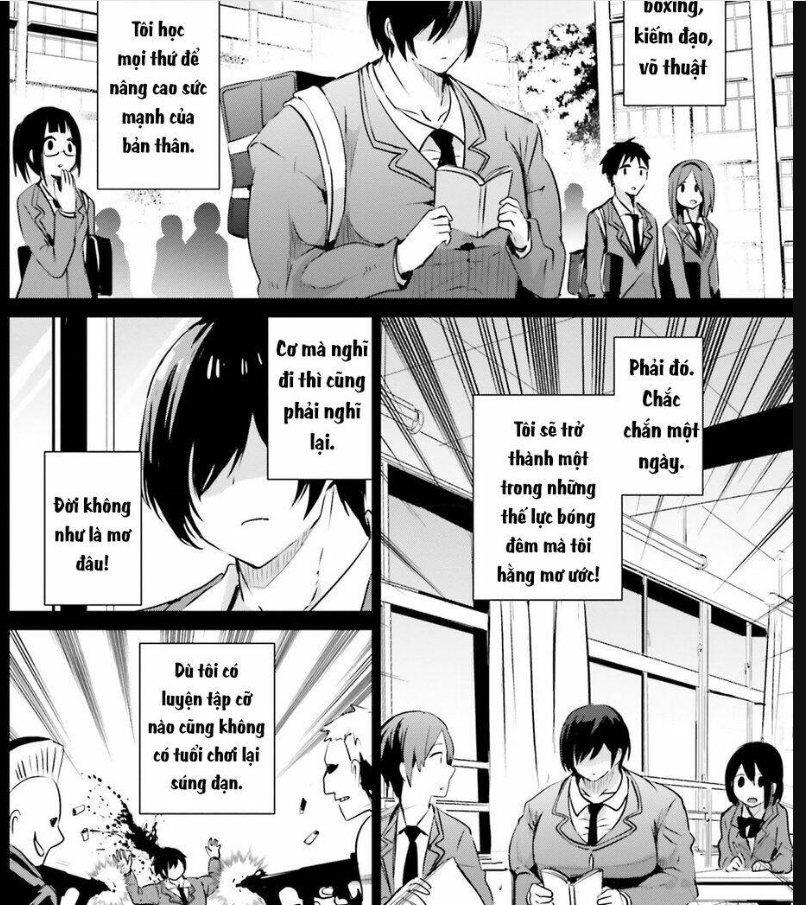 boxing,
kiếm đạo,
võ thuật
Tôi học
mọi thứ để
nâng cao sức
mạnh của
bản thân.
Phải đó.
Chắc
chắn một
ngày.
Tôi sẽ trở
thành một
trong những
thế lực bóng
đêm mà tôi
hằng mơ ước!
Cơ mà nghĩ
đi thì cũng
phải nghĩ
lại.
Đời không
như là mơ
đâu!
Dù tôi có
luyện tập cỡ
nào cũng không
có tuổi chơi lại
súng đạn.